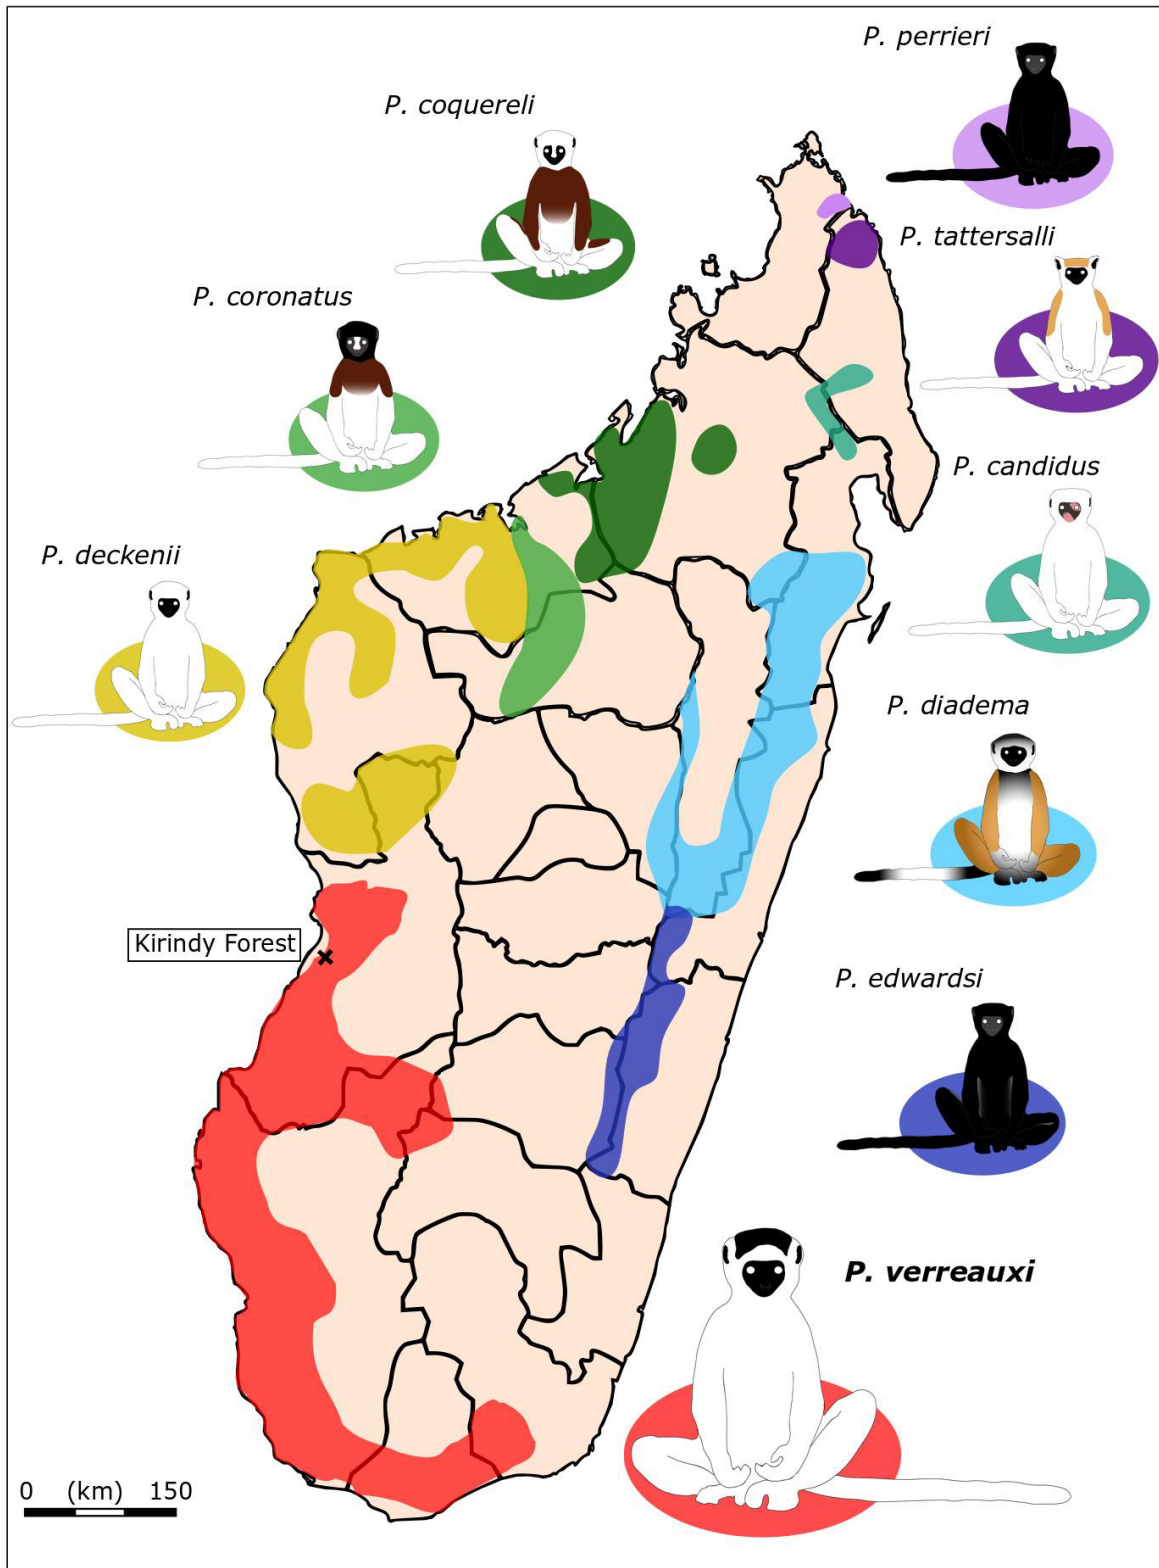 P. perrieri
P. coquereli
P. tattersalli
P. coronatus
P. candidus
P. deckenii
P. diadema
Kirindy Forest
P. edwardsi
P. verreauxi
0 (km) 150